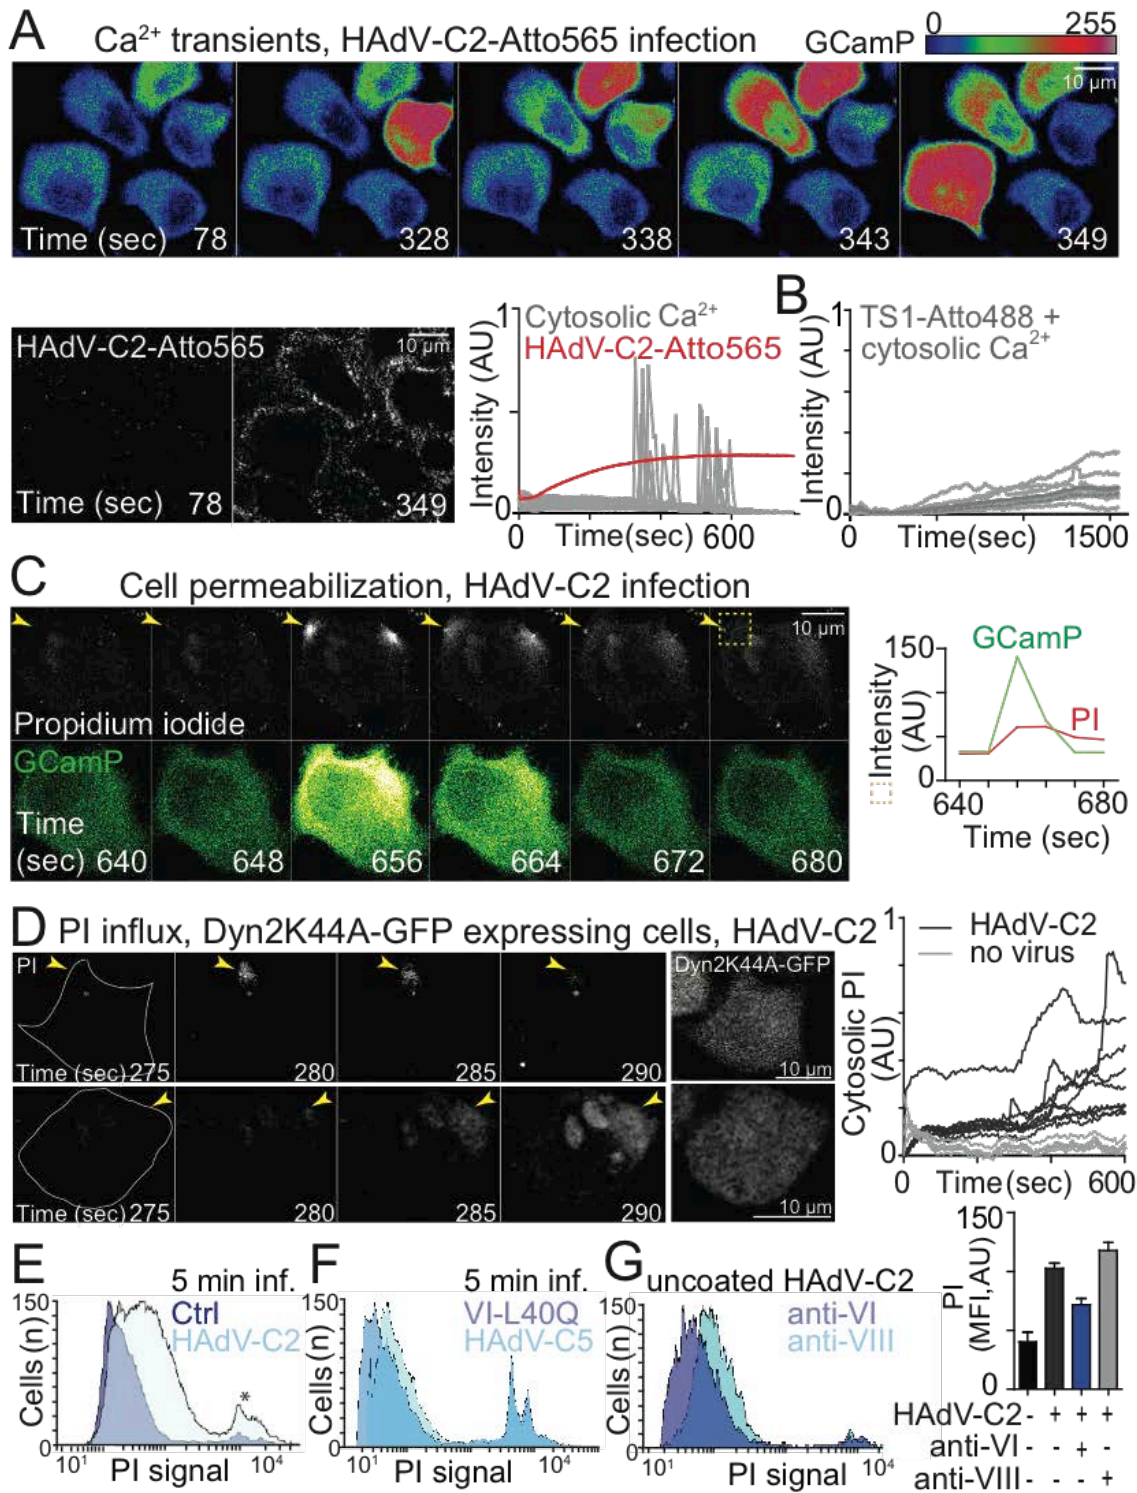 A
Ca²⁺ transients, HAdV-C2-Atto565 infection
GCamP
0 255
10 µm
Time (sec) 78
328
338
343
349
HAdV-C2-Atto565
10 µm
Time (sec) 78
349
1
Intensity (AU)
0
Cytosolic Ca²⁺
HAdV-C2-Atto565
0 Time(sec) 600
B
1
Intensity (AU)
0
TS1-Atto488 +
cytosolic Ca²⁺
0 Time(sec) 1500
C
Cell permeabilization, HAdV-C2 infection
10 µm
Propidium iodide
GCamP
Time
(sec) 640
648
656
664
672
680
150
Intensity
(AU)
0
GCamP
PI
640 680
Time (sec)
D PI influx, Dyn2K44A-GFP expressing cells, HAdV-C2
PI
Time (sec) 275
280
285
290
Dyn2K44A-GFP
10 µm
Time (sec) 275
280
285
290
10 µm
1
Cytosolic PI
(AU)
0
HAdV-C2
no virus
0 Time(sec) 600
E
5 min inf.
150
Cells (n)
0
Ctrl
HAdV-C2
*
10¹ PI signal 10⁴
F
5 min inf.
150
Cells (n)
0
VI-L40Q
HAdV-C5
10¹ PI signal 10⁴
G
uncoated HAdV-C2
150
Cells (n)
0
anti-VI
anti-VIII
10¹ PI signal 10⁴
150
PI
(MFI,AU)
0
HAdV-C2 - + + +
anti-VI - - + -
anti-VIII - - - +